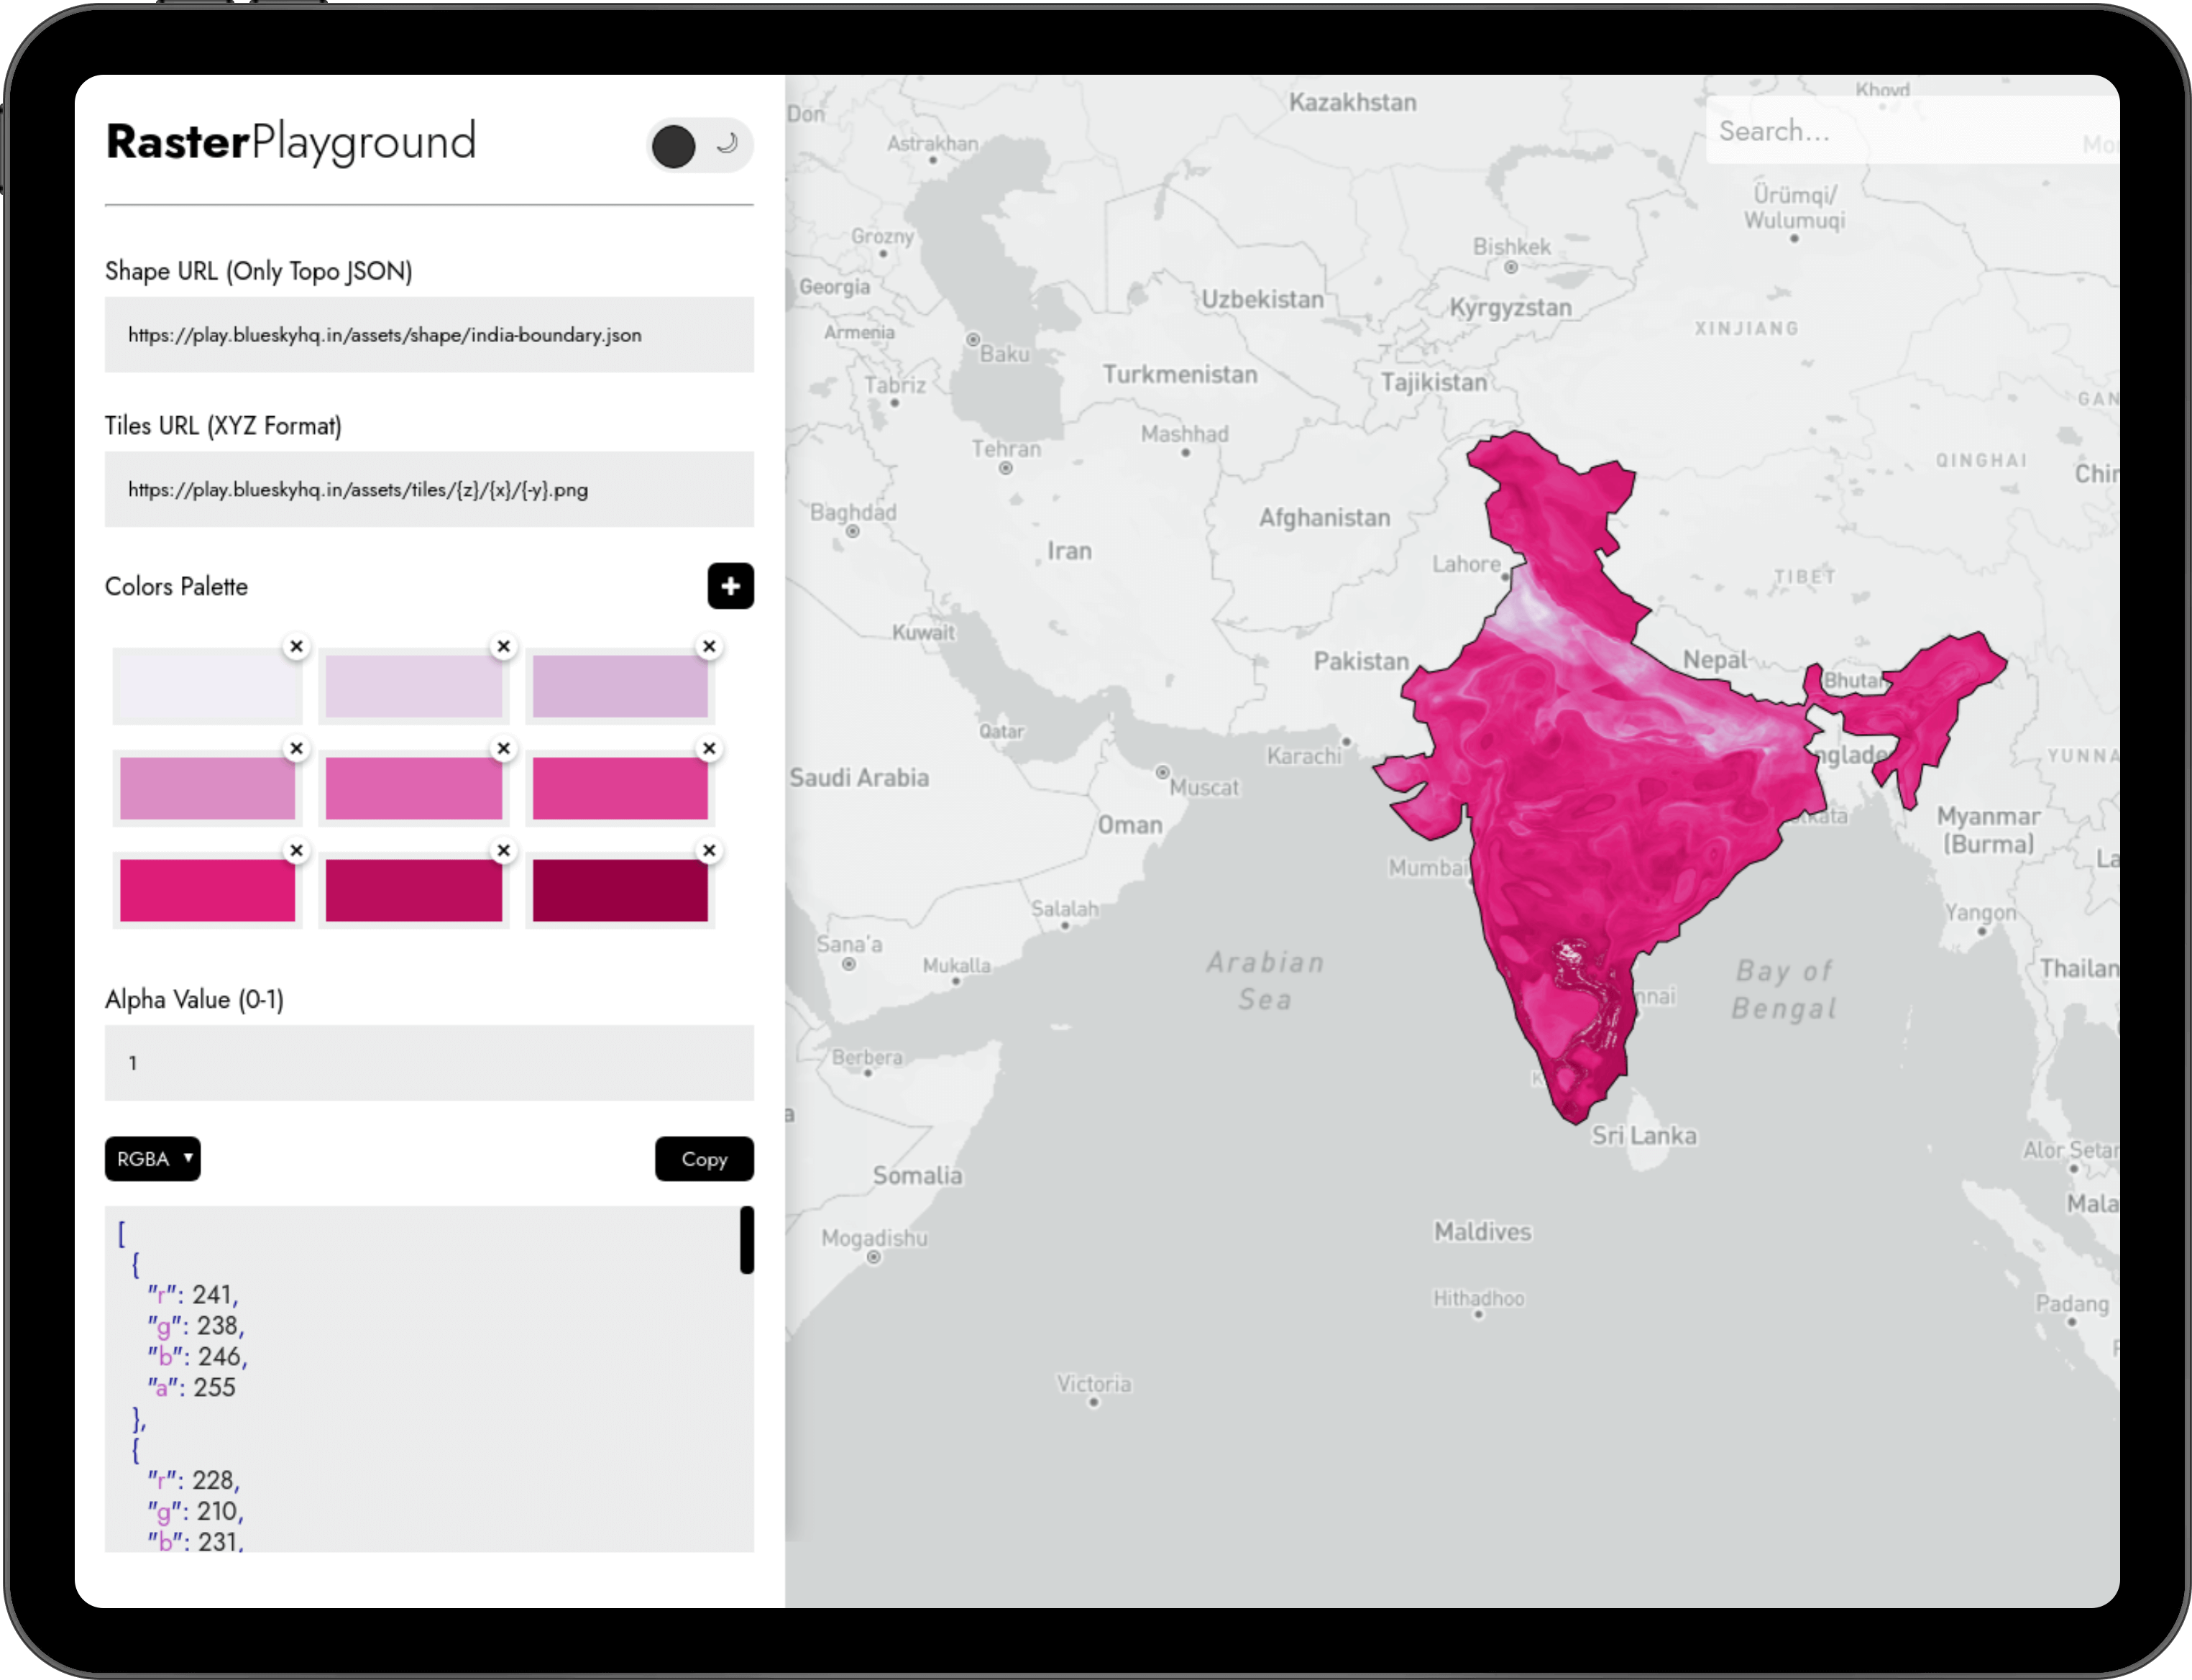 RasterPlayground
Shape URL (Only Topo JSON)
https://play.blueskyhq.in/assets/shape/india-boundary.json
Tiles URL (XYZ Format)
https://play.blueskyhq.in/assets/tiles/{z}/{x}/{-y}.png
Colors Palette
Alpha Value (0-1)
1
RGBA
Copy
[
{
"r": 241,
"g": 238,
"b": 246,
"a": 255
},
{
"r": 228,
"g": 210,
"b": 231,
Search...
Don
Kazakhstan
Khovd
Astrakhan
Ürümqi/
Wulumuqi
Grozny
Bishkek
Georgia
Uzbekistan
Kyrgyzstan
Armenia
XINJIANG
Baku
Tabriz
Turkmenistan
Tajikistan
GAN
Mashhad
Tehran
QINGHAI
Chin
Baghdad
Afghanistan
Iran
Lahore
TIBET
Kuwait
Pakistan
Nepal
Bhutan
Qatar
Karachi
nglade
YUNNA
Saudi Arabia
Muscat
Oman
lkata
Myanmar
(Burma)
La
Mumbai
Salalah
Yangon
Sana'a
Mukalla
Arabian
Sea
Bay of
Bengal
Thailan
nnai
Berbera
K
a
Sri Lanka
Alor Setar
Somalia
Mala
Maldives
Mogadishu
Hithadhoo
Padang
Victoria